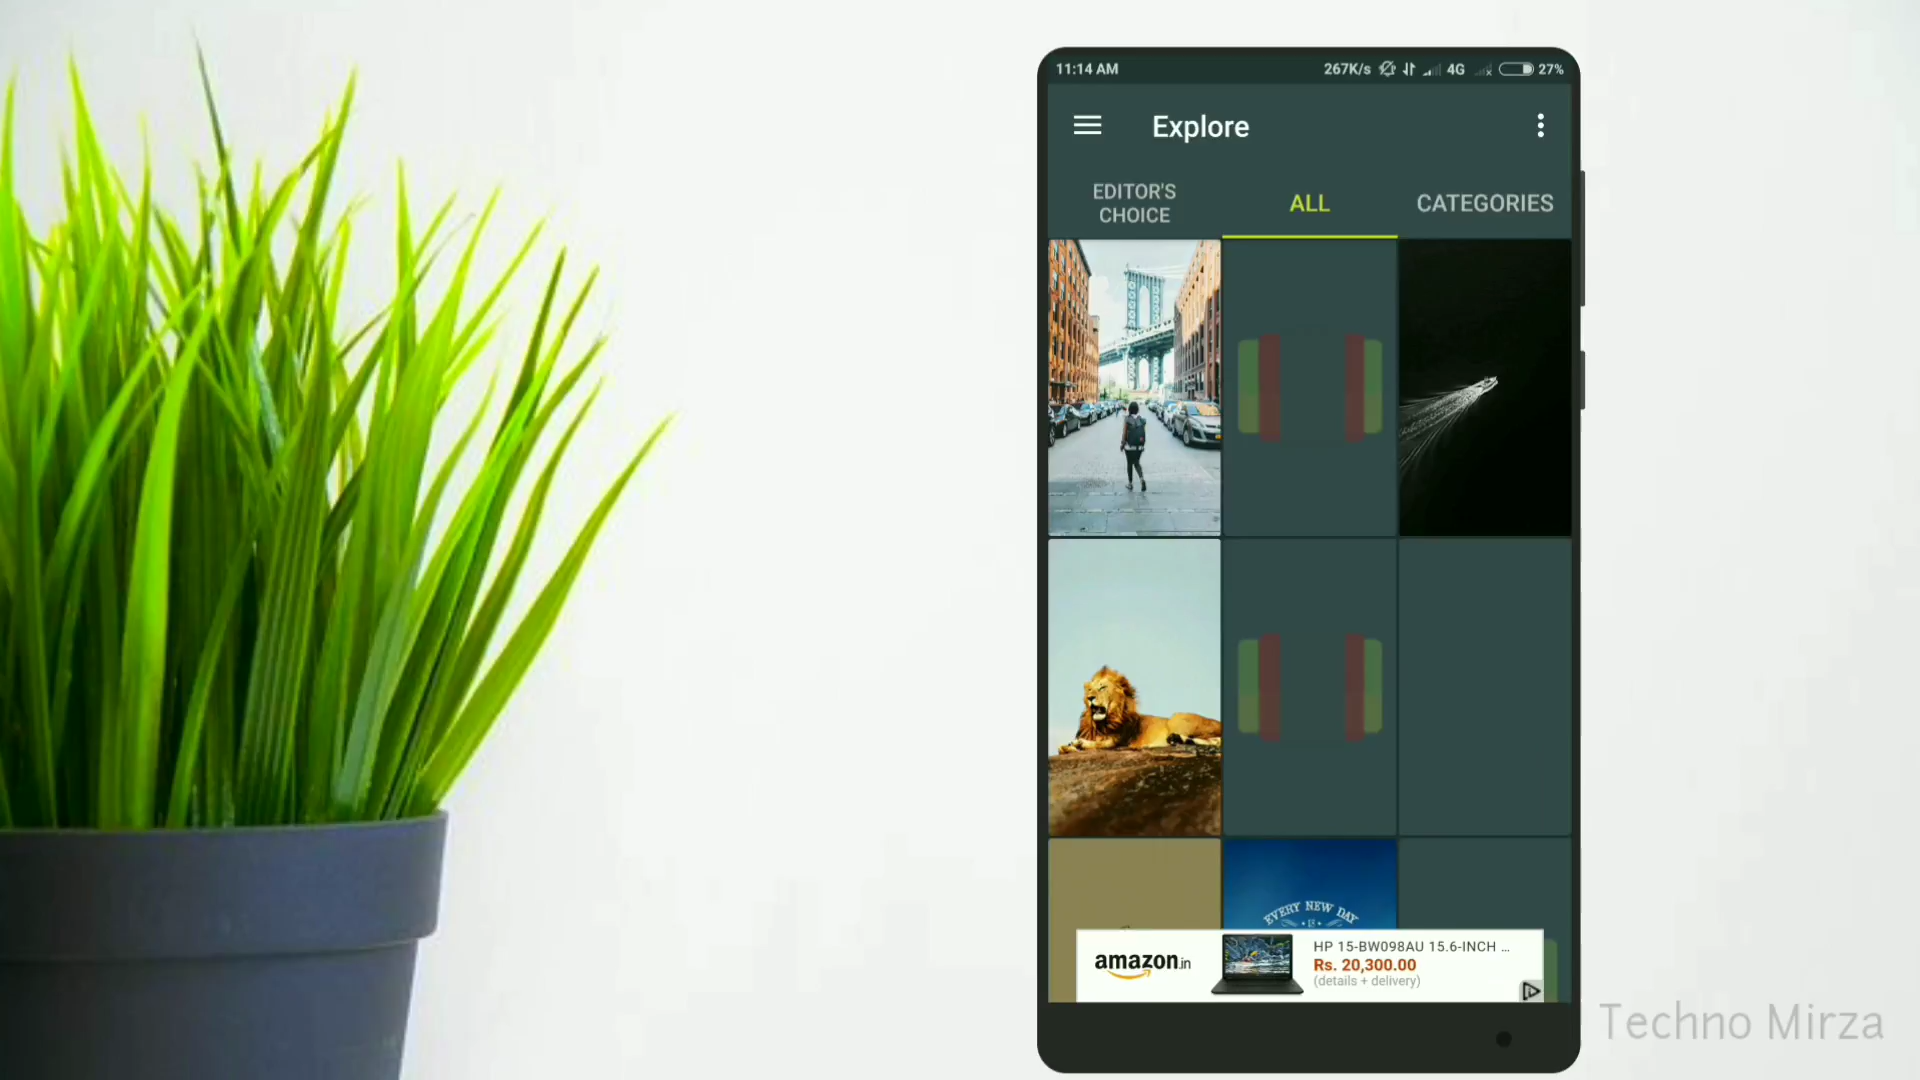 11:14 AM
267K/s 4G 27%
Explore
EDITOR'S
CHOICE
ALL
CATEGORIES
EVERY NEW DAY
amazon.in
HP 15-BW098AU 15.6-INCH ...
Rs. 20,300.00
(details + delivery)
Techno Mirza